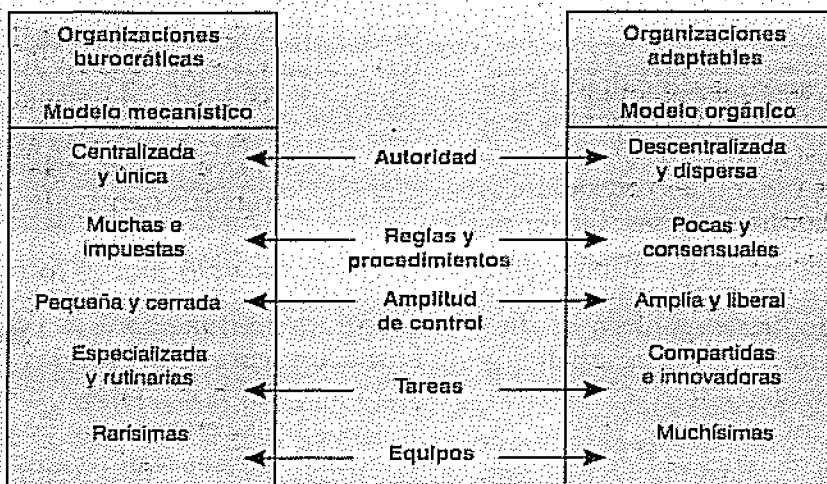 Organizaciones
burocráticas
Modelo mecanístico
Organizaciones
adaptables
Modelo orgánico
Centralizada
y única
Autoridad
Descentralizada
y dispersa
Muchas e
impuestas
Reglas y
procedimientos
Pocas y
consensuales
Pequeña y cerrada
Amplitud
de control
Amplia y liberal
Especializada
y rutinarias
Tareas
Compartidas
e innovadoras
Rarísimas
Equipos
Muchísimas